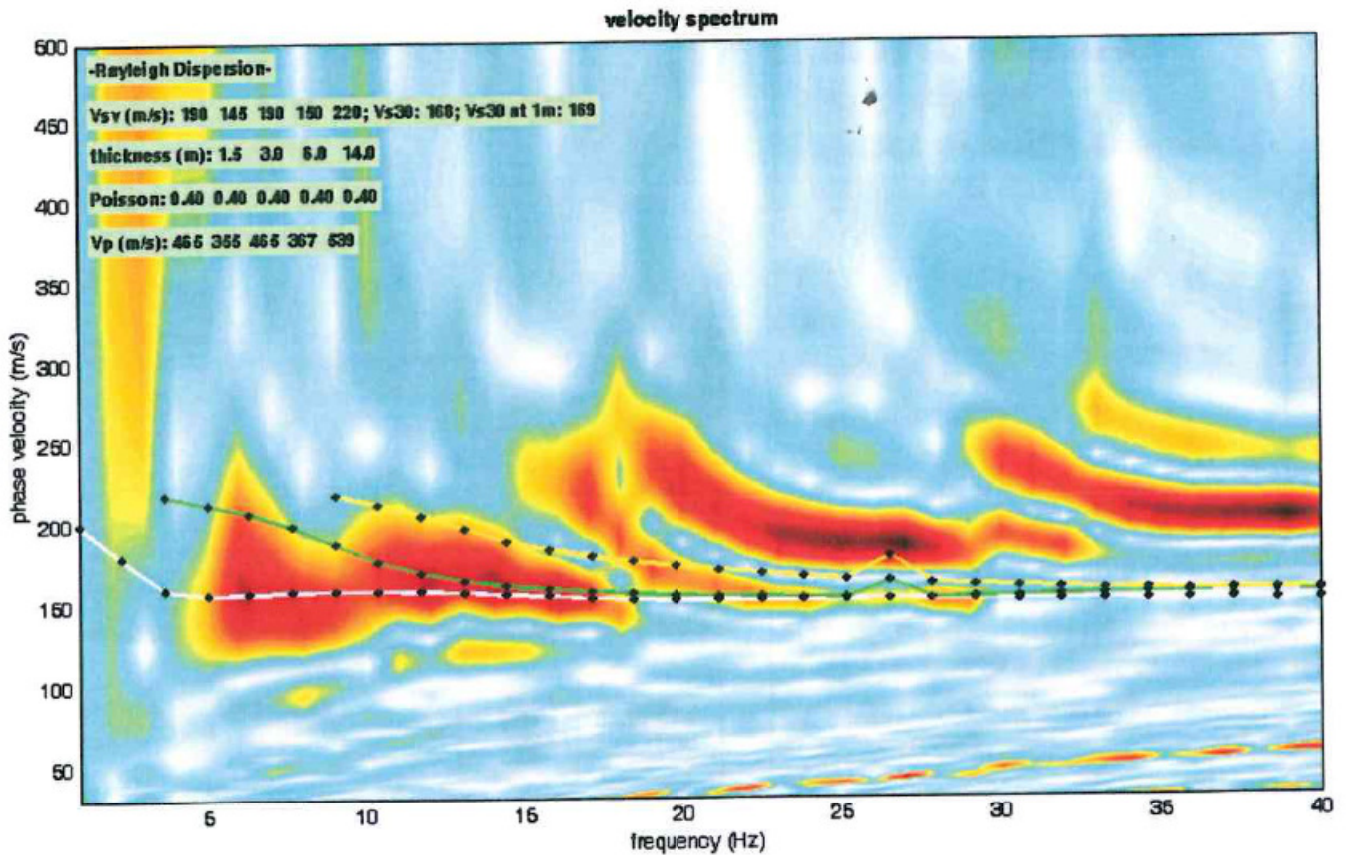 velocity spectrum
-Rayleigh Dispersion-
Vsv (m/s): 190 145 190 150 220; Vs30: 168; Vs30 at 1m: 169
thickness (m): 1.5 3.0 6.0 14.0
Poisson: 0.40 0.40 0.40 0.40 0.40
Vp (m/s): 465 355 465 367 539
500
450
400
350
300
250
200
150
100
50
phase velocity (m/s)
5 10 15 20 25 30 35 40
frequency (Hz)